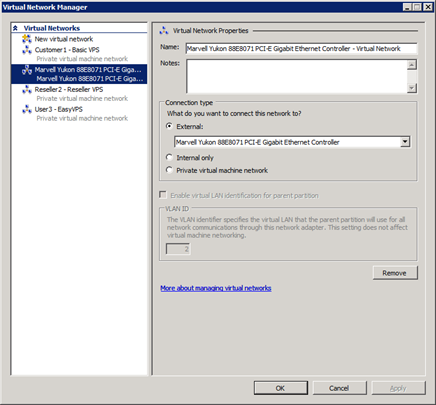 Virtual Network Manager
Virtual Networks
New virtual network
Customer1 - Basic VPS
Private virtual machine network
Marvell Yukon 88E8071 PCI-E Giga...
Marvell Yukon 88E8071 PCI-E Giga...
Reseller2 - Reseller VPS
Private virtual machine network
User3 - EasyVPS
Private virtual machine network
Virtual Network Properties
Name:
Marvell Yukon 88E8071 PCI-E Gigabit Ethernet Controller - Virtual Network
Notes:
Connection type
What do you want to connect this network to?
External:
Marvell Yukon 88E8071 PCI-E Gigabit Ethernet Controller
Internal only
Private virtual machine network
Enable virtual LAN identification for parent partition
VLAN ID
The VLAN identifier specifies the virtual LAN that the parent partition will use for all
network communications through this network adapter. This setting does not affect
virtual machine networking.
2
Remove
More about managing virtual networks
OK
Cancel
Apply